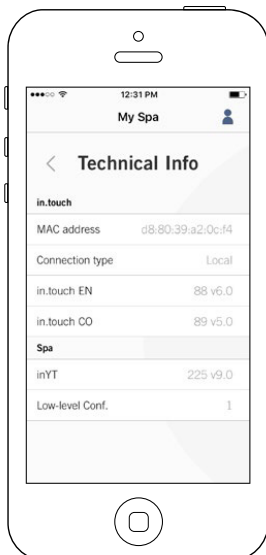 12:31 PM
My Spa
< Technical Info
in.touch
MAC address d8:80:39:a2:0c:f4
Connection type Local
in.touch EN 88 v6.0
in.touch CO 89 v5.0
Spa
inYT 225 v9.0
Low-level Conf. 1